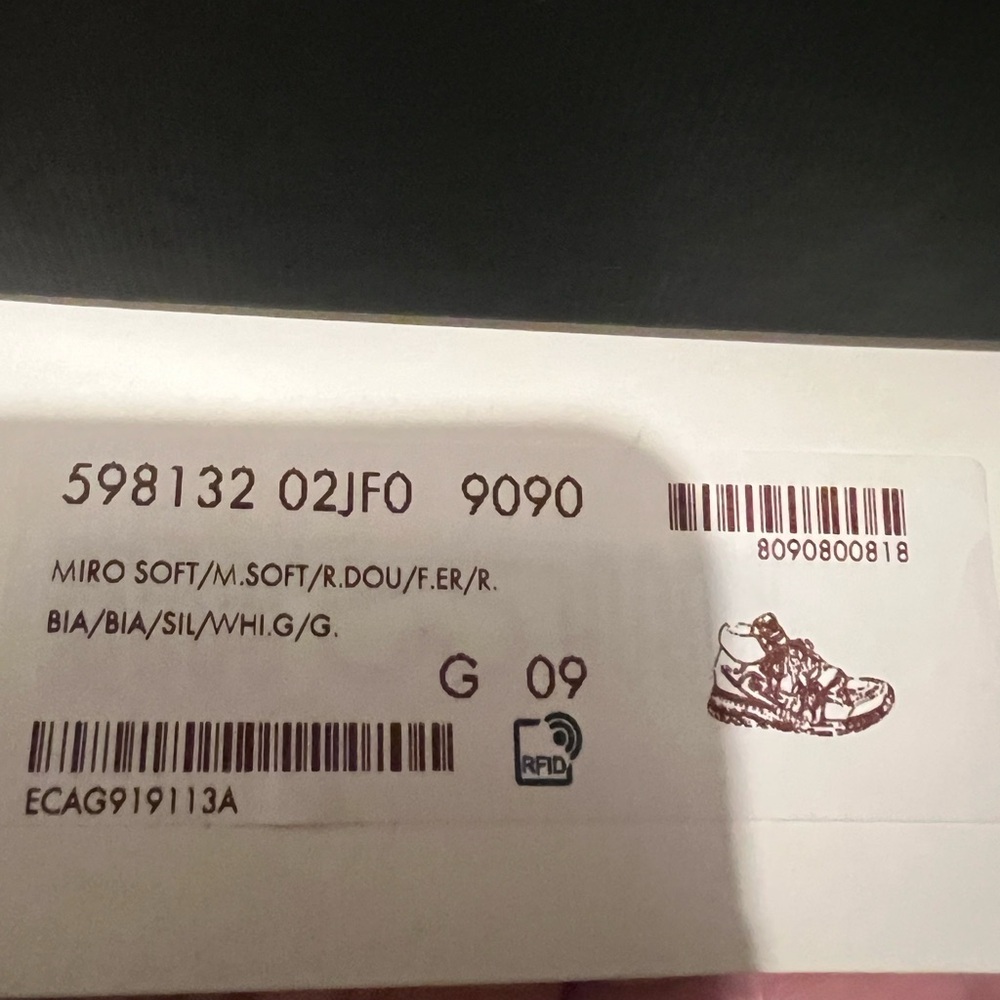 598132 02JF0 9090
8090800818
MIRO SOFT/M.SOFT/R.DOU/F.ER/R.
BIA/BIA/SIL/WHI.G/G.
G 09
RFID
ECAG919113A